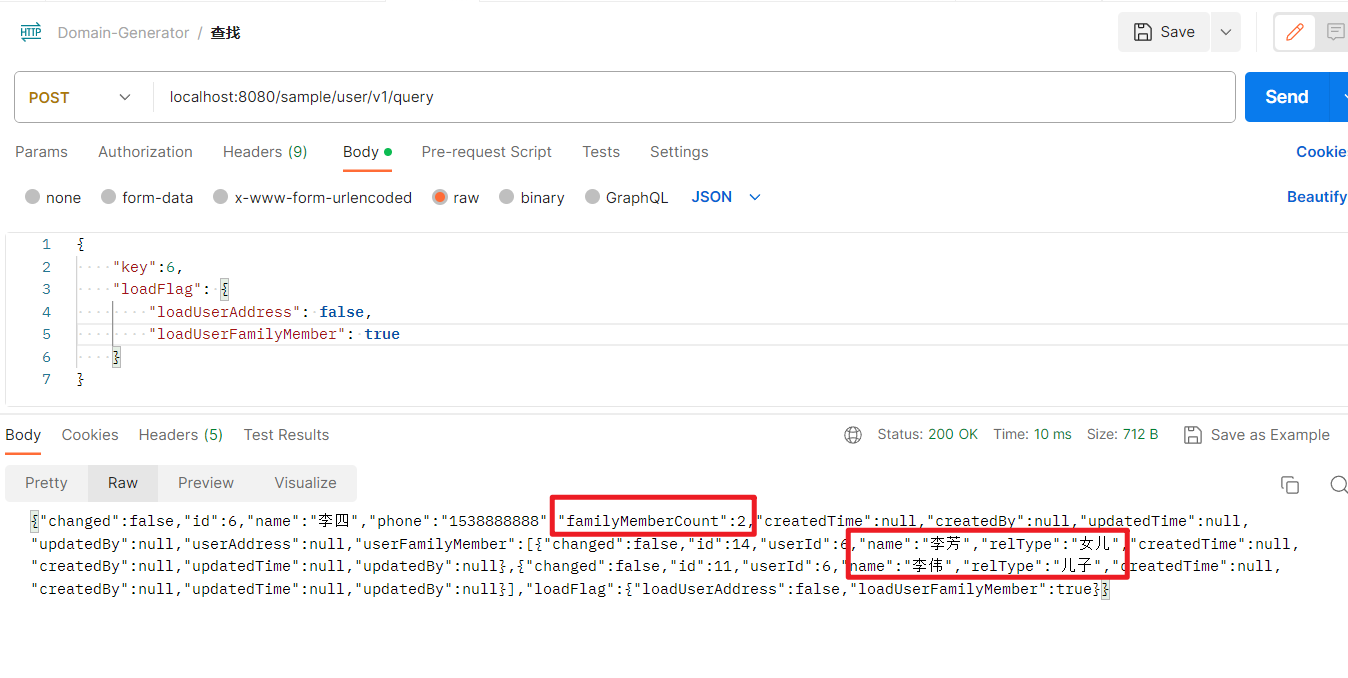 HTTP Domain-Generator / 查找 Save
POST localhost:8080/sample/user/v1/query Send
Params Authorization Headers (9) Body Pre-request Script Tests Settings Cookie
none form-data x-www-form-urlencoded raw binary GraphQL JSON Beautify
1 {
2 "key":6,
3 "loadFlag": {
4 "loadUserAddress": false,
5 "loadUserFamilyMember": true
6 }
7 }
Body Cookies Headers (5) Test Results Status: 200 OK Time: 10 ms Size: 712 B Save as Example
Pretty Raw Preview Visualize
{"changed":false,"id":6,"name":"李四","phone":"1538888888" "familyMemberCount":2,"createdTime":null,"createdBy":null,"updatedTime":null,
"updatedBy":null,"userAddress":null,"userFamilyMember":[{"changed":false,"id":14,"userId":6,"name":"李芳","relType":"女儿","createdTime":null,
"createdBy":null,"updatedTime":null,"updatedBy":null},{"changed":false,"id":11,"userId":6,"name":"李伟","relType":"儿子","createdTime":null,
"createdBy":null,"updatedTime":null,"updatedBy":null}],"loadFlag":{"loadUserAddress":false,"loadUserFamilyMember":true}}